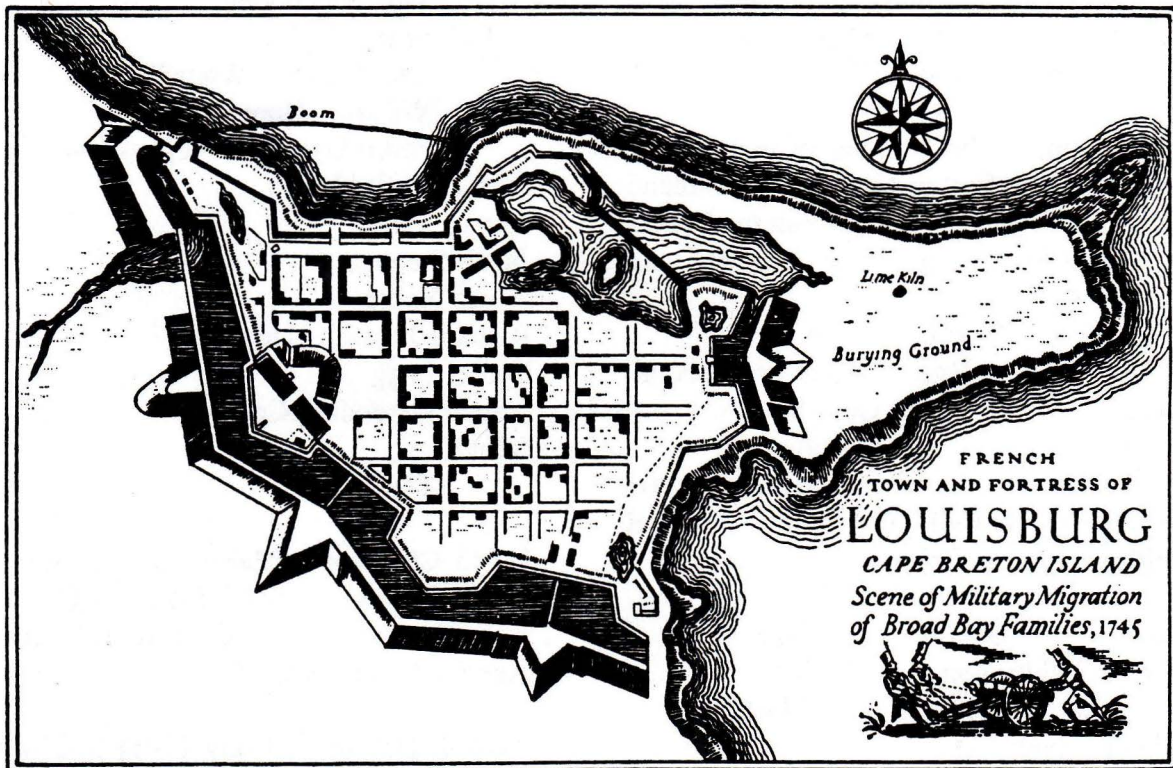 Boom
Lime Kiln
Burying Ground
FRENCH
TOWN AND FORTRESS OF
LOUISBURG
CAPE BRETON ISLAND
Scene of Military Migration
of Broad Bay Families, 1745